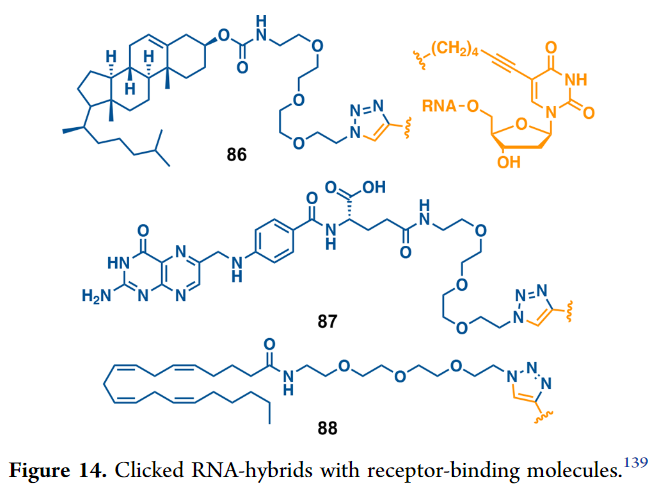 H
N
O
O
O
H
H
H
O
O
N=N
N
86
(CH2)4
O
NH
N
O
RNA-O
O
OH
O
OH
O
O
N
H
H
N
O
O
O
O
N
N
HN
H2N
N
N
N
H
O
N
N
N
87
O
N
H
O
O
O
N
N
N
88
Figure 14. Clicked RNA-hybrids with receptor-binding molecules.139